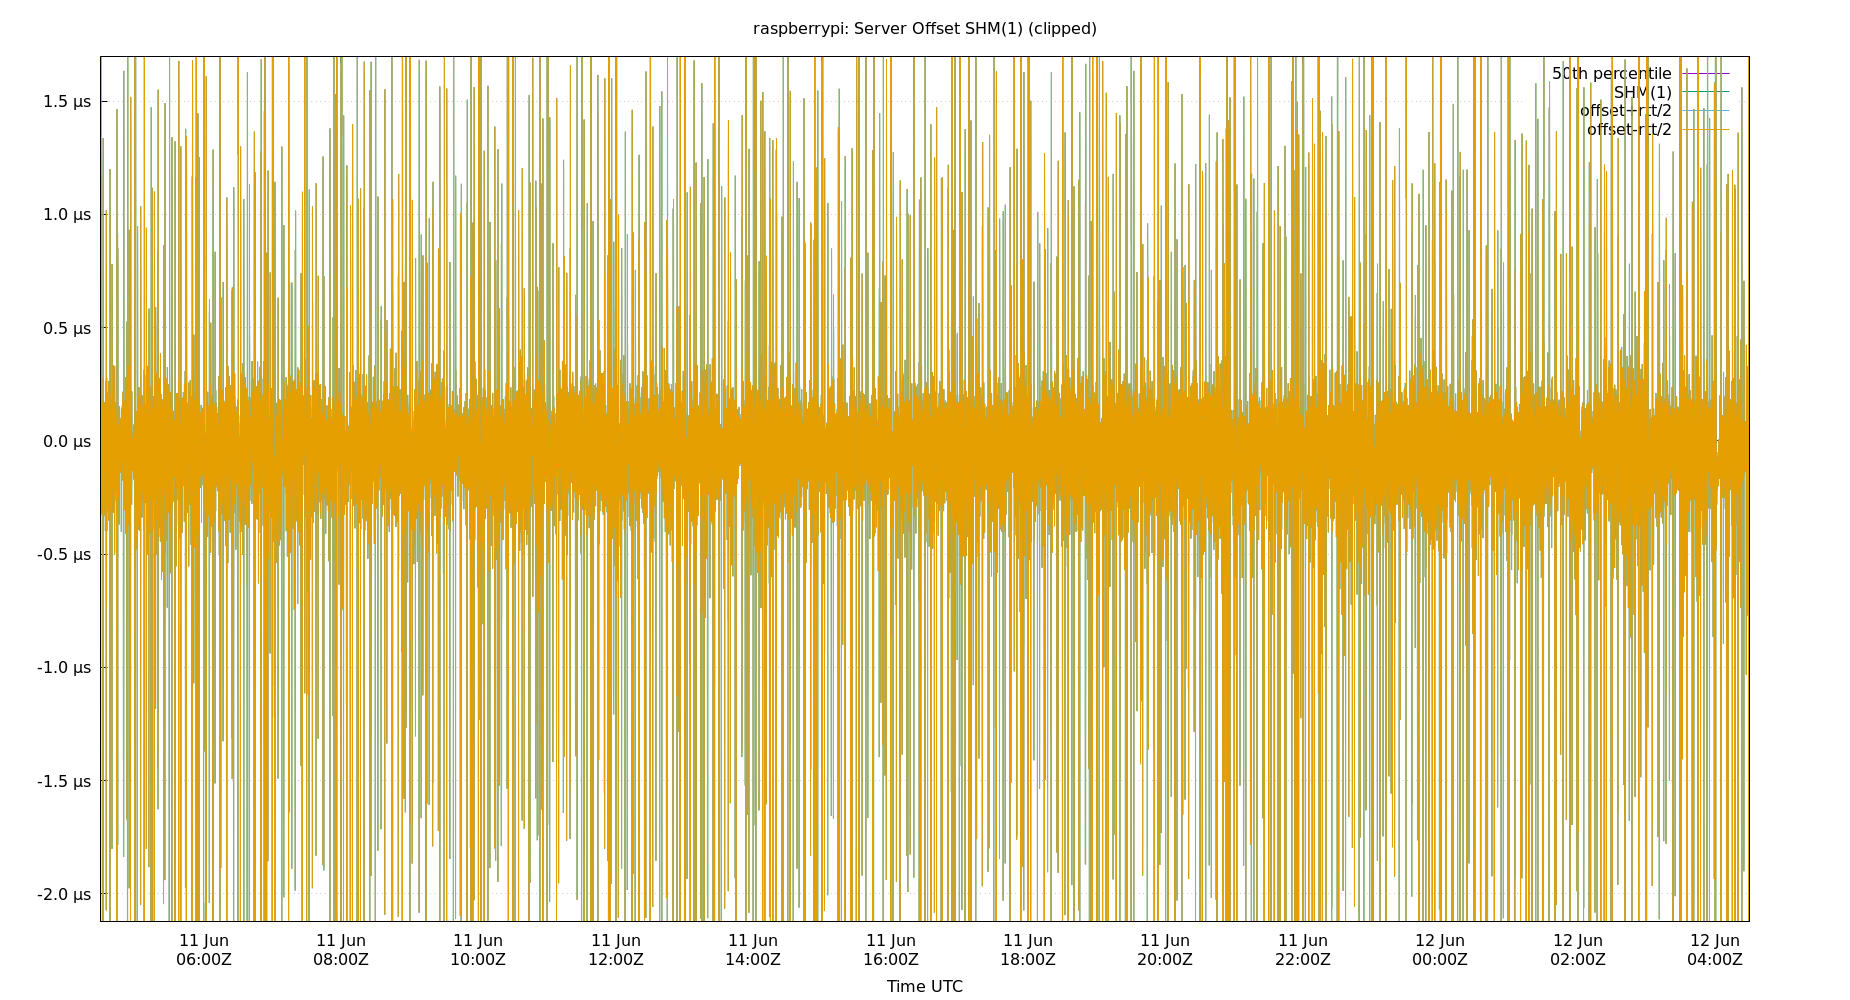 raspberrypi: Server Offset SHM(1) (clipped)
50th percentile
SHM(1)
offset+rtt/2
offset-rtt/2
1.5 µs
1.0 µs
0.5 µs
0.0 µs
-0.5 µs
-1.0 µs
-1.5 µs
-2.0 µs
11 Jun 11 Jun 11 Jun 11 Jun 11 Jun 11 Jun 11 Jun 11 Jun 11 Jun 12 Jun 12 Jun 12 Jun
06:00Z 08:00Z 10:00Z 12:00Z 14:00Z 16:00Z 18:00Z 20:00Z 22:00Z 00:00Z 02:00Z 04:00Z
Time UTC